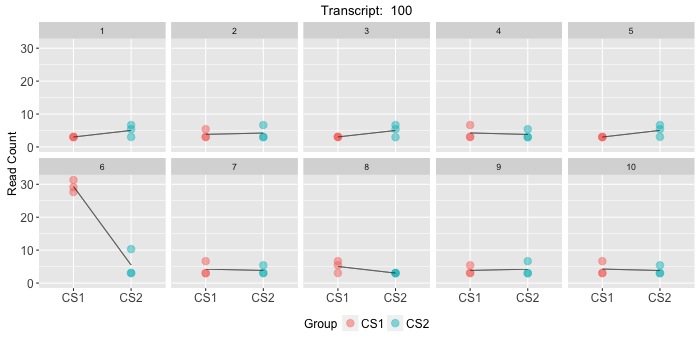 Transcript: 100
1 2 3 4 5
30
20
10
0
Read Count
6 7 8 9 10
30
20
10
0
CS1 CS2 CS1 CS2 CS1 CS2 CS1 CS2 CS1 CS2
Group CS1 CS2